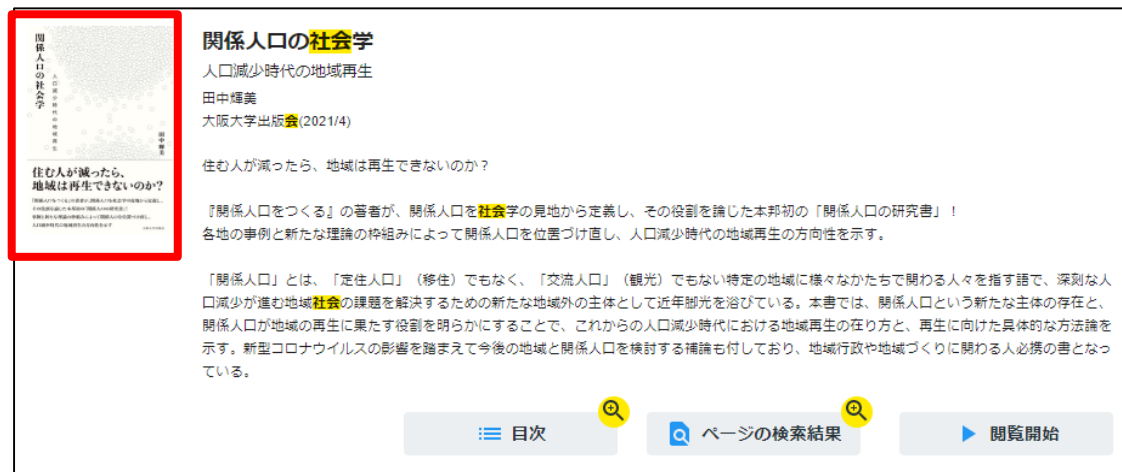 関係人口の社会学
人口減少時代の地域再生
田中輝美
住む人が減ったら、
地域は再生できないのか?
関係人口の社会学
人口減少時代の地域再生
田中輝美
大阪大学出版会(2021/4)
住む人が減ったら、地域は再生できないのか?
『関係人口をつくる』の著者が、関係人口を社会学の見地から定義し、その役割を論じた本邦初の「関係人口の研究書」!
各地の事例と新たな理論の枠組みによって関係人口を位置づけ直し、人口減少時代の地域再生の方向性を示す。
「関係人口」とは、「定住人口」(移住)でもなく、「交流人口」(観光)でもない特定の地域に様々なかたちで関わる人々を指す語で、深刻な人
口減少が進む地域社会の課題を解決するための新たな地域外の主体として近年脚光を浴びている。本書では、関係人口という新たな主体の存在と、
関係人口が地域の再生に果たす役割を明らかにすることで、これからの人口減少時代における地域再生の在り方と、再生に向けた具体的な方法論を
示す。新型コロナウイルスの影響を踏まえて今後の地域と関係人口を検討する補論も付しており、地域行政や地域づくりに関わる人必携の書となっ
ている。
目次
ページの検索結果
閲覧開始